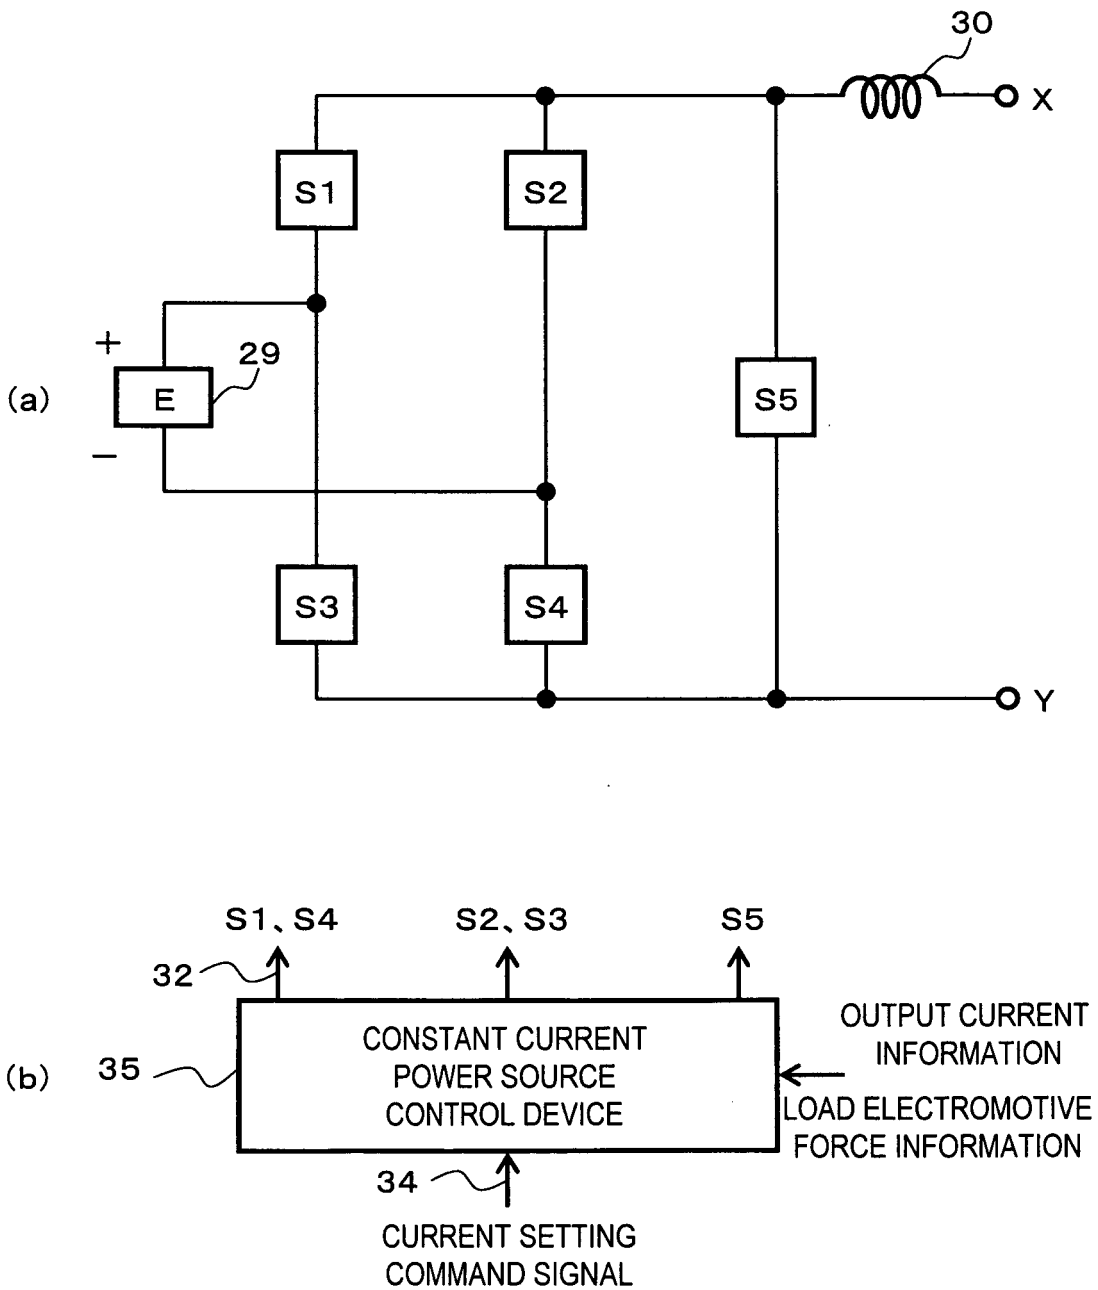 30
X
S1
S2
+
29
(a)
E
S5
−
S3
S4
Y
S1、S4
S2、S3
S5
32
CONSTANT CURRENT
POWER SOURCE
CONTROL DEVICE
OUTPUT CURRENT
INFORMATION
(b)
35
LOAD ELECTROMOTIVE
FORCE INFORMATION
34
CURRENT SETTING
COMMAND SIGNAL